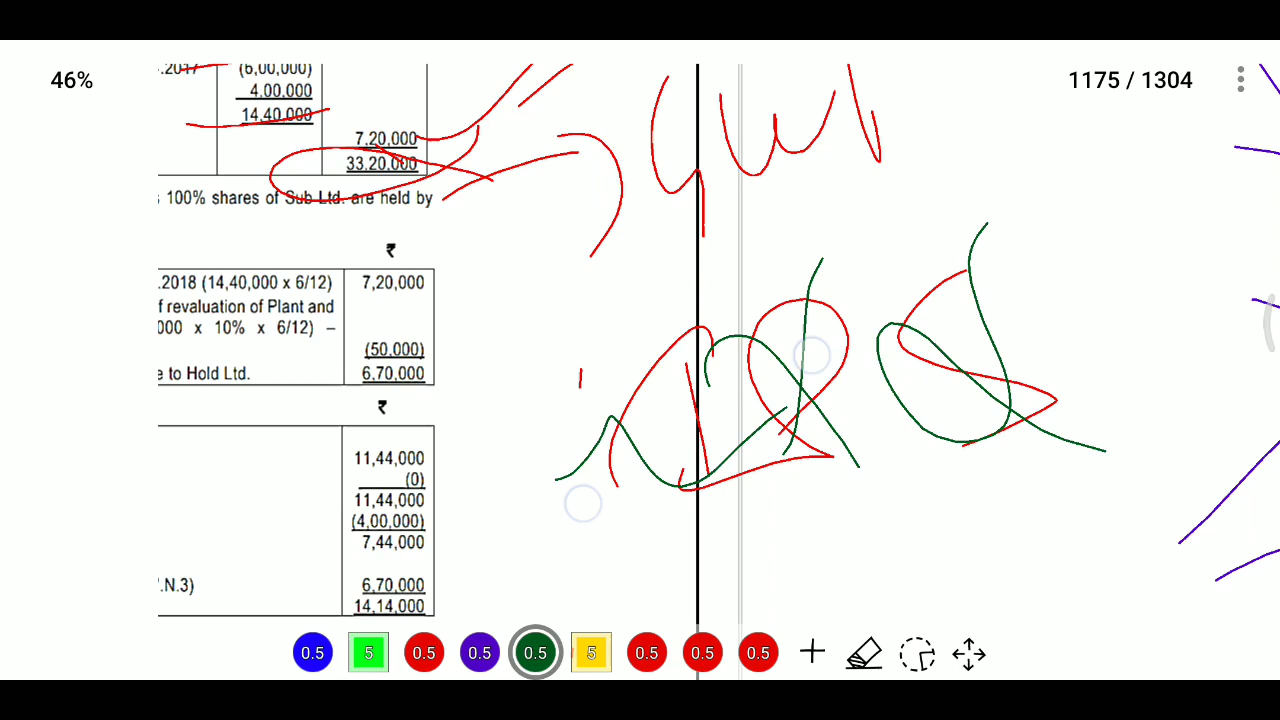 46%
1175 / 1304
.2017 (6,00,000)
4,00,000
14,40,000
7,20,000
33,20,000
100% shares of Sub Ltd. are held by
₹
.2018 (14,40,000 x 6/12) 7,20,000
f revaluation of Plant and
000 x 10% x 6/12) –
(50,000)
e to Hold Ltd. 6,70,000
₹
11,44,000
(0)
11,44,000
(4,00,000)
7,44,000
.N.3) 6,70,000
14,14,000
0.5 5 0.5 0.5 0.5 5 0.5 0.5 0.5